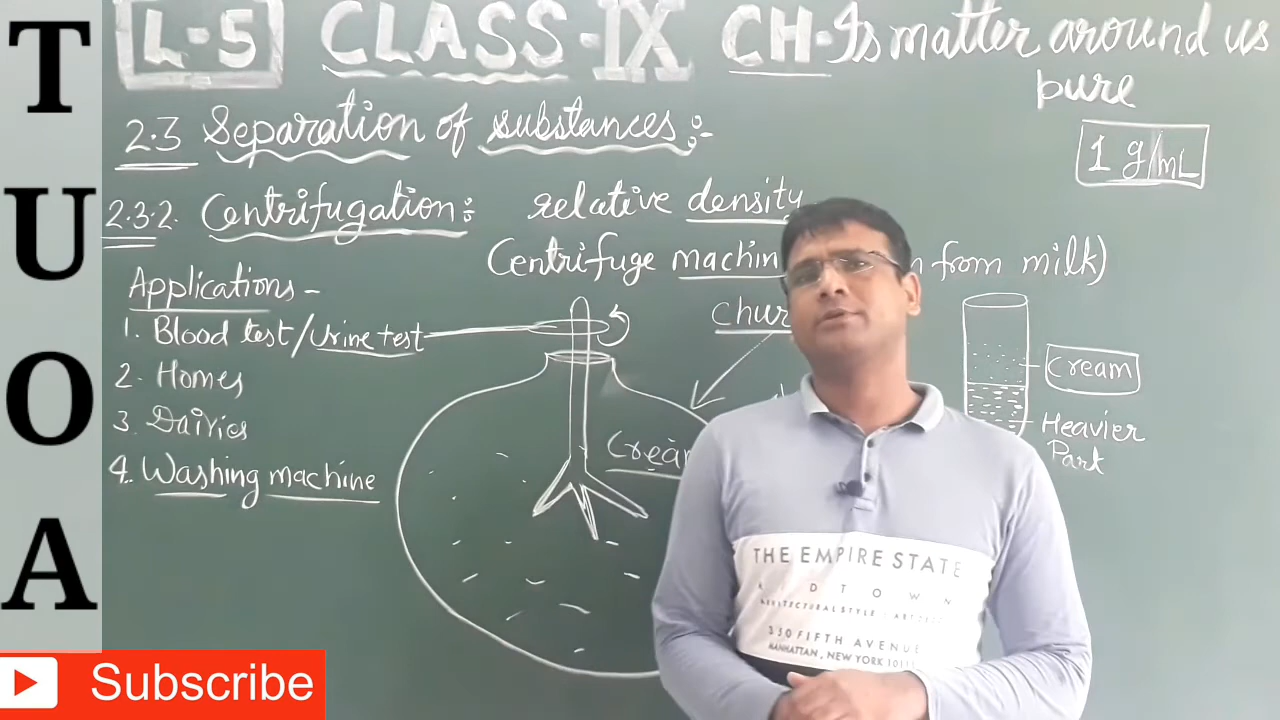 TUOA
L-5 CLASS-IX CH-Is matter around us
pure
1 g/mL
2.3 Separation of substances:-
2.3.2. Centrifugation: relative density
Centrifuge machin from milk)
Applications -
1. Blood test/Urine test
2. Homes
3. Dairies
4. Washing machine
Chur
Cream
Heavier
Part
THE EMPIRE STATE
350 FIFTH AVENUE
MANHATTAN, NEW YORK
Subscribe